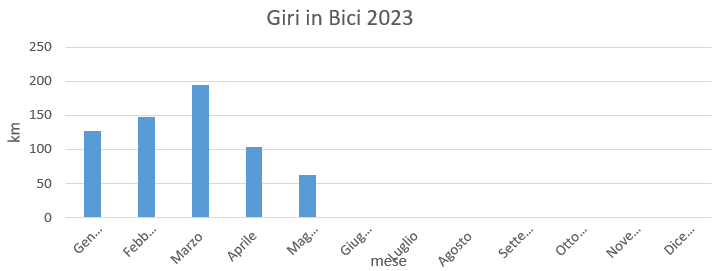 Giri in Bici 2023
250
200
150
100
50
0
km
Gen...
Febb...
Marzo
Aprile
Mag...
Giug...
Luglio
Agosto
Sette...
Otto...
Nove...
Dice...
mese